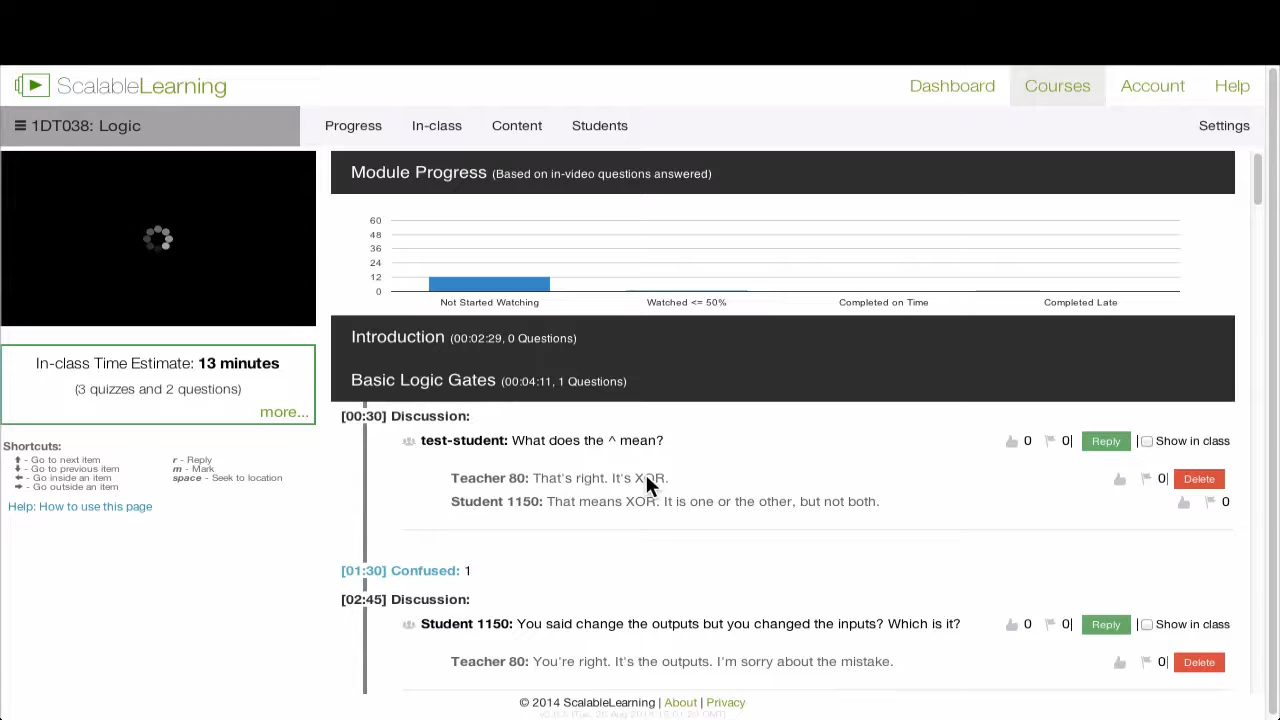 ScalableLearning
Dashboard Courses Account Help
1DT038: Logic
Progress In-class Content Students Settings
Module Progress (Based on in-video questions answered)
60
48
36
24
12
0
Not Started Watching Watched <= 50% Completed on Time Completed Late
In-class Time Estimate: 13 minutes
(3 quizzes and 2 questions)
more...
Shortcuts:
⬆ - Go to next item
⬇ - Go to previous item
⬅ - Go inside an item
➡ - Go outside an item
r - Reply
m - Mark
space - Seek to location
Help: How to use this page
Introduction (00:02:29, 0 Questions)
Basic Logic Gates (00:04:11, 1 Questions)
[00:30] Discussion:
test-student: What does the ^ mean? 0 0| Reply | Show in class
Teacher 80: That's right. It's XOR. 0| Delete
Student 1150: That means XOR. It is one or the other, but not both. 0
[01:30] Confused: 1
[02:45] Discussion:
Student 1150: You said change the outputs but you changed the inputs? Which is it? 0 0| Reply | Show in class
Teacher 80: You're right. It's the outputs. I'm sorry about the mistake. 0| Delete
© 2014 ScalableLearning | About | Privacy